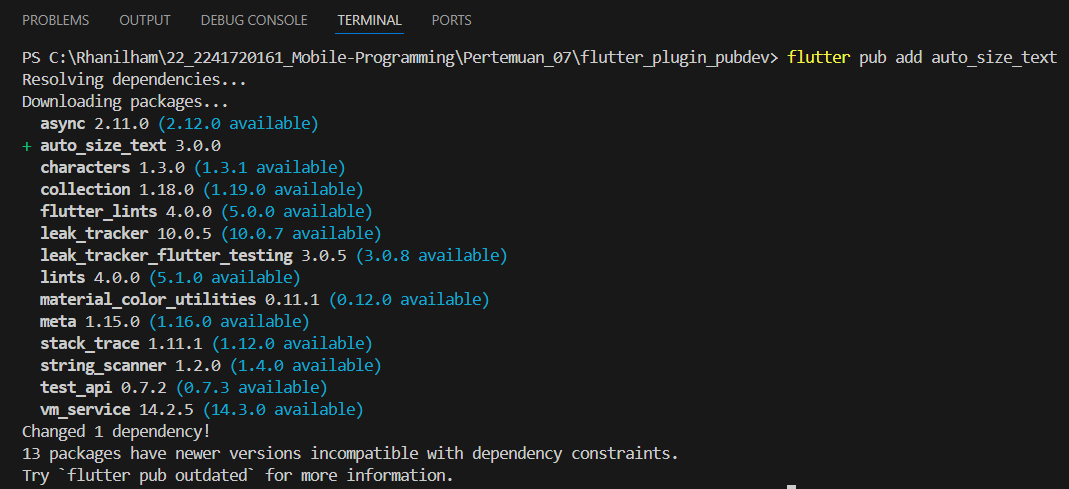 PROBLEMS OUTPUT DEBUG CONSOLE TERMINAL PORTS
PS C:\Rhanilham\22_2241720161_Mobile-Programming\Pertemuan_07\flutter_plugin_pubdev> flutter pub add auto_size_text
Resolving dependencies...
Downloading packages...
async 2.11.0 (2.12.0 available)
+ auto_size_text 3.0.0
characters 1.3.0 (1.3.1 available)
collection 1.18.0 (1.19.0 available)
flutter_lints 4.0.0 (5.0.0 available)
leak_tracker 10.0.5 (10.0.7 available)
leak_tracker_flutter_testing 3.0.5 (3.0.8 available)
lints 4.0.0 (5.1.0 available)
material_color_utilities 0.11.1 (0.12.0 available)
meta 1.15.0 (1.16.0 available)
stack_trace 1.11.1 (1.12.0 available)
string_scanner 1.2.0 (1.4.0 available)
test_api 0.7.2 (0.7.3 available)
vm_service 14.2.5 (14.3.0 available)
Changed 1 dependency!
13 packages have newer versions incompatible with dependency constraints.
Try `flutter pub outdated` for more information.